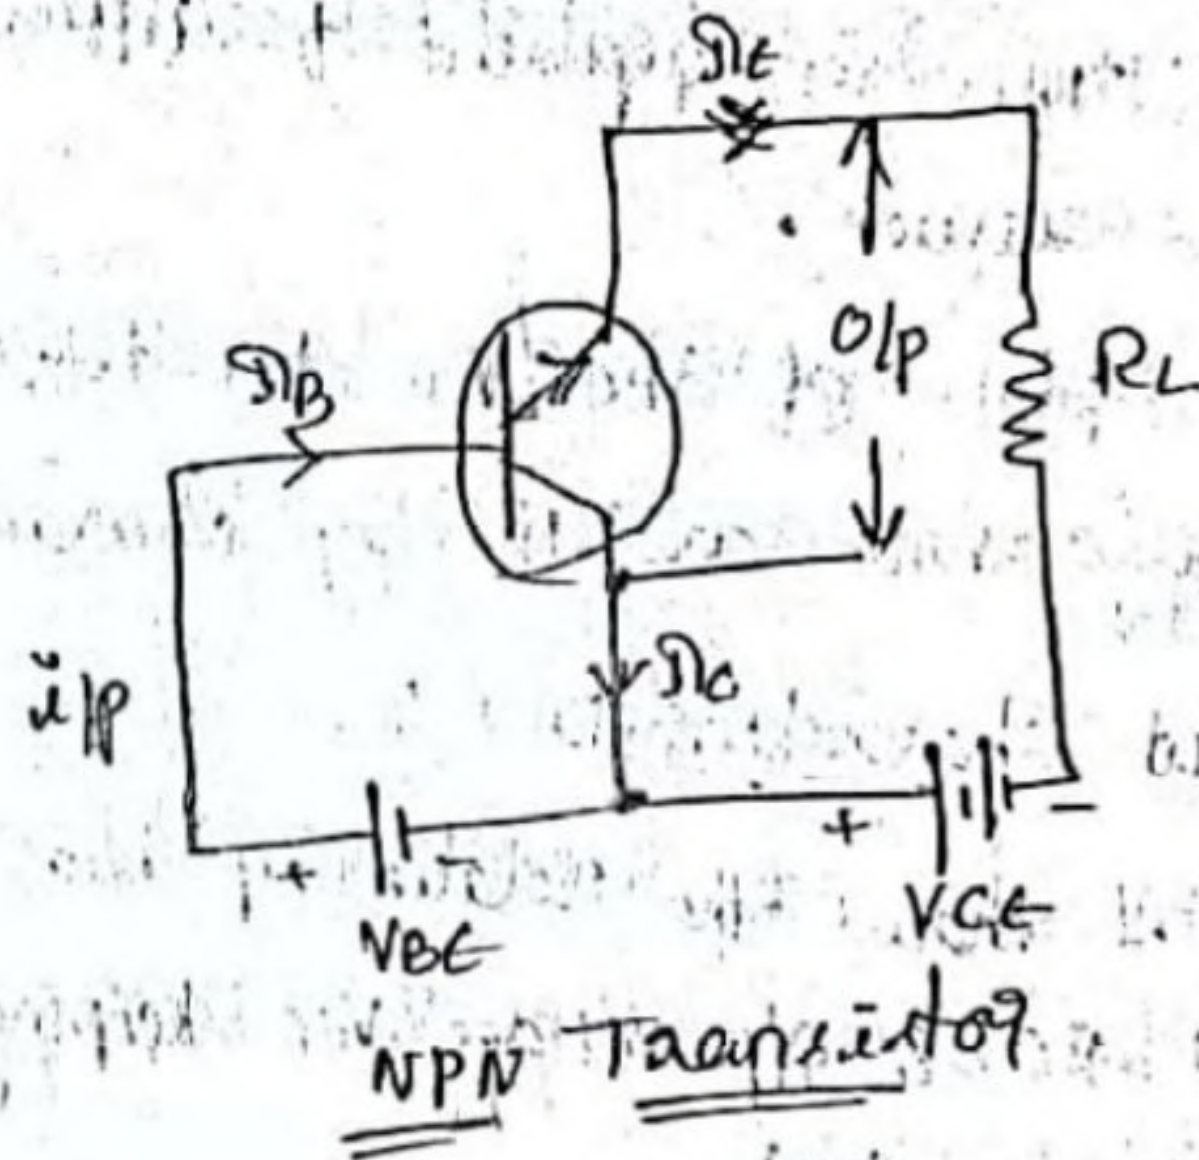 IE
IB
O/p
RL
i/p
IC
+
+
−
VBE
VCE
NPN Transistor